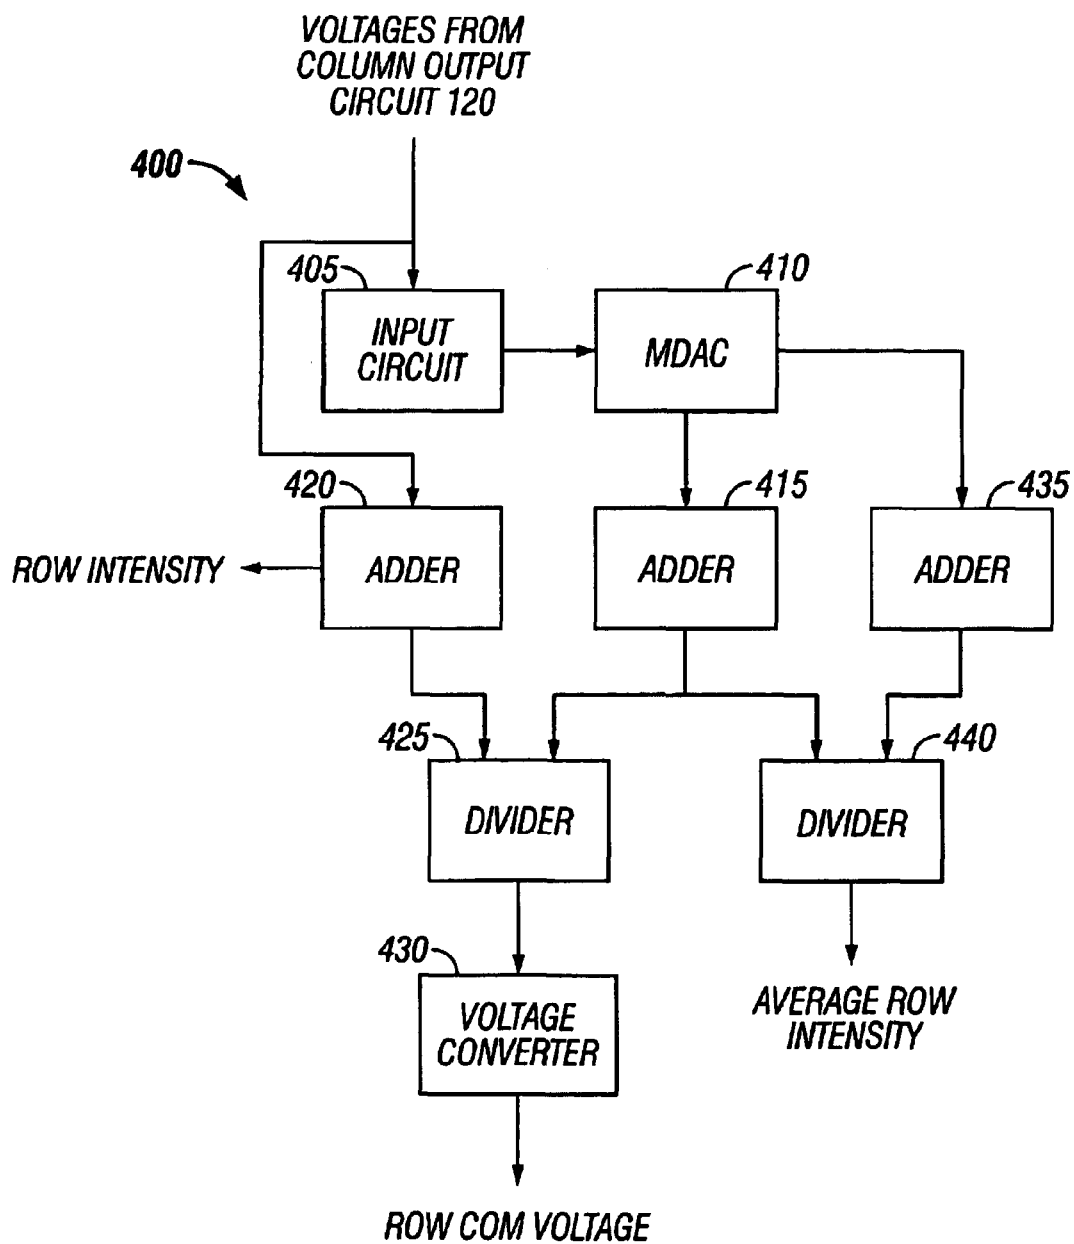 VOLTAGES FROM
COLUMN OUTPUT
CIRCUIT 120
400
405
INPUT
CIRCUIT
410
MDAC
420
ADDER
415
ADDER
435
ADDER
ROW INTENSITY
425
DIVIDER
440
DIVIDER
430
VOLTAGE
CONVERTER
AVERAGE ROW
INTENSITY
ROW COM VOLTAGE